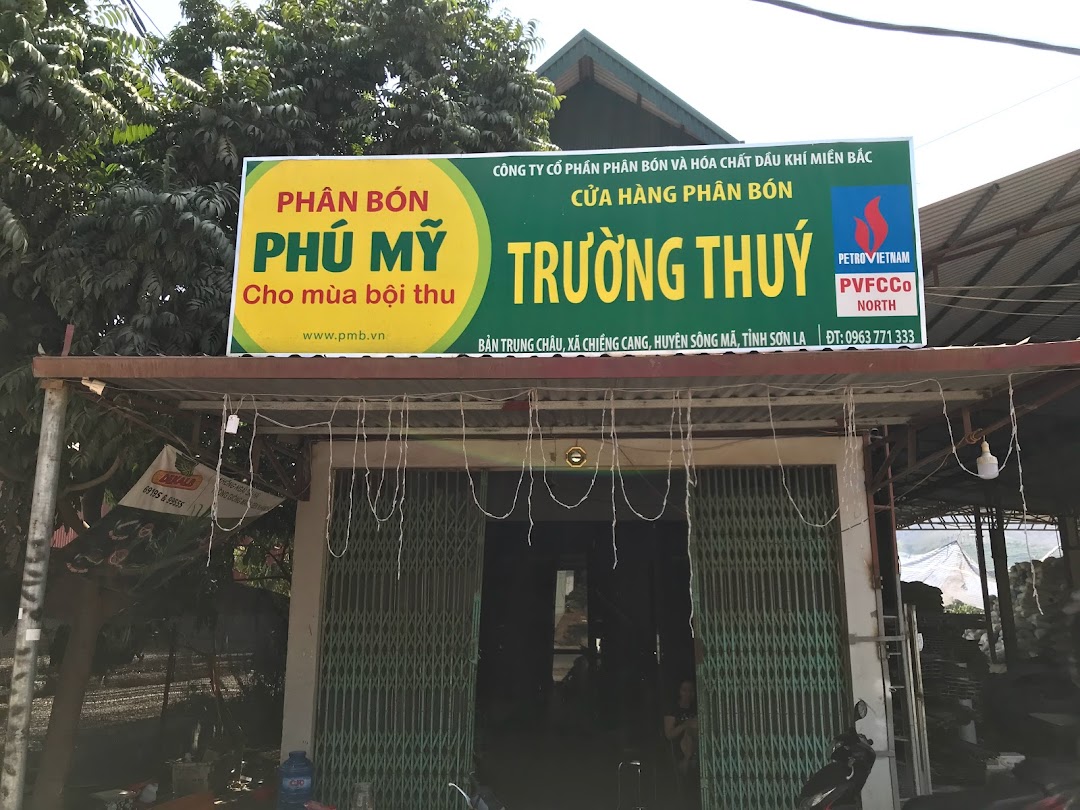 CÔNG TY CỔ PHẦN PHÂN BÓN VÀ HÓA CHẤT DẦU KHÍ MIỀN BẮC
PHÂN BÓN
PHÚ MỸ
Cho mùa bội thu
www.pmb.vn
CỬA HÀNG PHÂN BÓN
TRƯỜNG THUÝ
BẢN TRUNG CHÂU, XÃ CHIỀNG CANG, HUYỆN SÔNG MÃ, TỈNH SƠN LA
ĐT: 0963 771 333
PETROVIETNAM
PVFCCo
NORTH
DEKALB